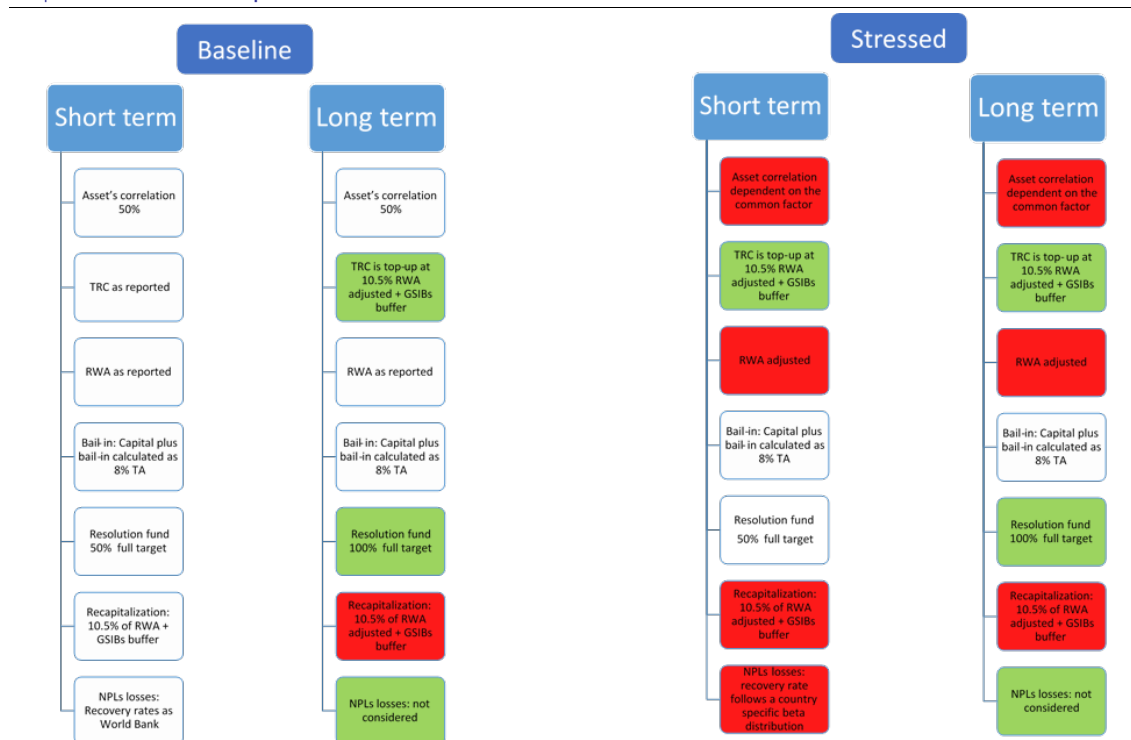 Baseline
Short term
Asset's correlation
50%
TRC as reported
RWA as reported
Bail-in: Capital plus
bail-in calculated as
8% TA
Resolution fund
50% full target
Recapitalization:
10.5% of RWA +
GSIBs buffer
NPLs losses:
Recovery rates as
World Bank
Long term
Asset's correlation
50%
TRC is top-up at
10.5% RWA
adjusted + GSIBs
buffer
RWA as reported
Bail-in: Capital plus
bail-in calculated as
8% TA
Resolution fund
100% full target
Recapitalization:
10.5% of RWA
adjusted + GSIBs
buffer
NPLs losses: not
considered
Stressed
Short term
Asset correlation
dependent on the
common factor
TRC is top-up at
10.5% RWA
adjusted + GSIBs
buffer
RWA adjusted
Bail-in: Capital plus
bail-in calculated as
8% TA
Resolution fund
50% full target
Recapitalization:
10.5% of RWA
adjusted + GSIBs
buffer
NPLs losses:
recovery rate
follows a country
specific beta
distribution
Long term
Asset correlation
dependent on the
common factor
TRC is top-up at
10.5% RWA
adjusted + GSIBs
buffer
RWA adjusted
Bail-in: Capital plus
bail-in calculated as
8% TA
Resolution fund
100% full target
Recapitalization:
10.5% of RWA
adjusted + GSIBs
buffer
NPLs losses: not
considered